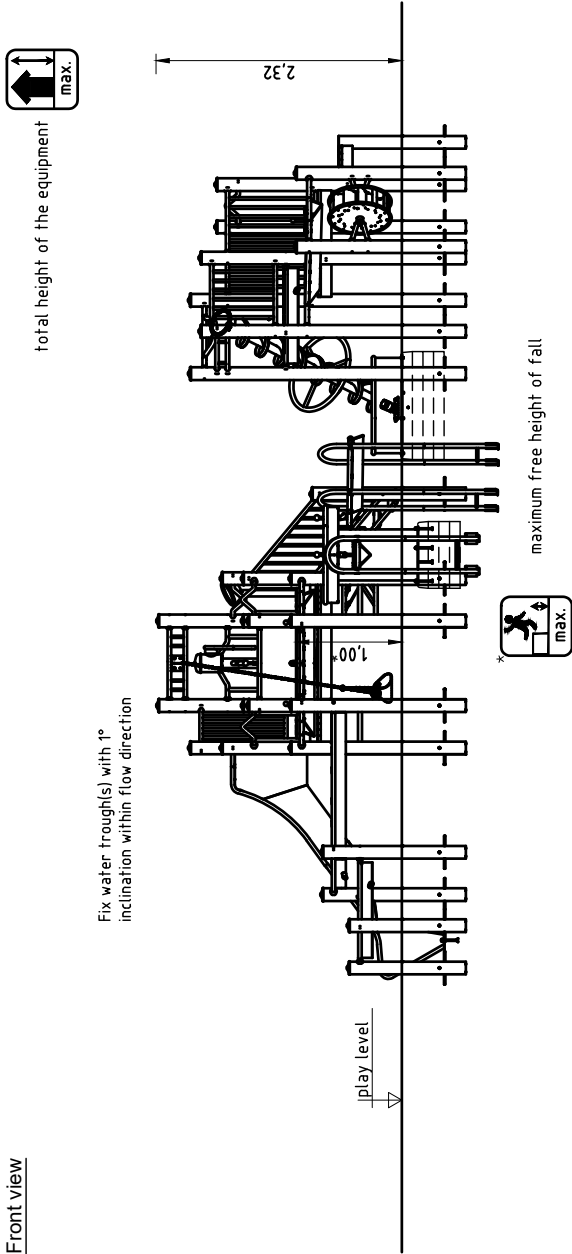 Front view
play level
Fix water trough(s) with 1°
inclination within flow direction
1,00*
2,32
total height of the equipment
max.
*
max.
maximum free height of fall